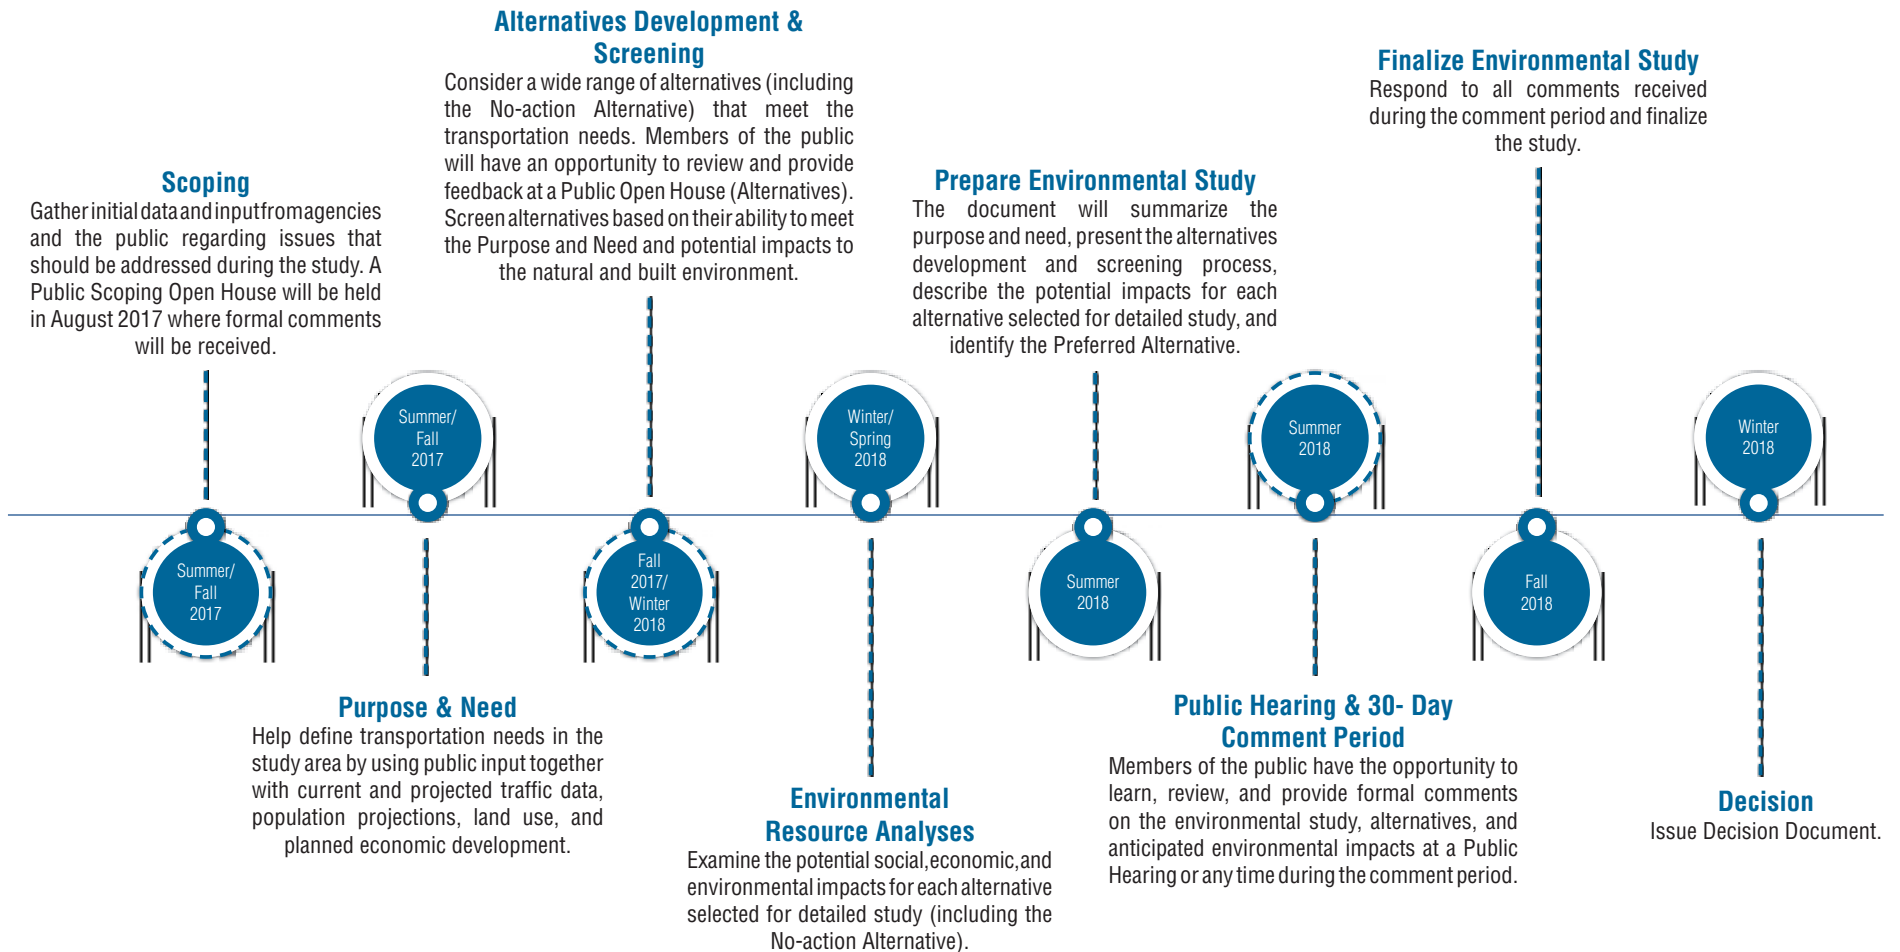 Scoping
Gather initial data and input from agencies
and the public regarding issues that
should be addressed during the study. A
Public Scoping Open House will be held
in August 2017 where formal comments
will be received.
Summer/
Fall
2017
Summer/
Fall
2017
Purpose & Need
Help define transportation needs in the
study area by using public input together
with current and projected traffic data,
population projections, land use, and
planned economic development.
Alternatives Development &
Screening
Consider a wide range of alternatives (including
the No-action Alternative) that meet the
transportation needs. Members of the public
will have an opportunity to review and provide
feedback at a Public Open House (Alternatives).
Screen alternatives based on their ability to meet
the Purpose and Need and potential impacts to
the natural and built environment.
Fall
2017/
Winter
2018
Winter/
Spring
2018
Environmental
Resource Analyses
Examine the potential social, economic, and
environmental impacts for each alternative
selected for detailed study (including the
No-action Alternative).
Prepare Environmental Study
The document will summarize the
purpose and need, present the alternatives
development and screening process,
describe the potential impacts for each
alternative selected for detailed study, and
identify the Preferred Alternative.
Summer
2018
Summer
2018
Public Hearing & 30- Day
Comment Period
Members of the public have the opportunity to
learn, review, and provide formal comments
on the environmental study, alternatives, and
anticipated environmental impacts at a Public
Hearing or any time during the comment period.
Finalize Environmental Study
Respond to all comments received
during the comment period and finalize
the study.
Fall
2018
Winter
2018
Decision
Issue Decision Document.